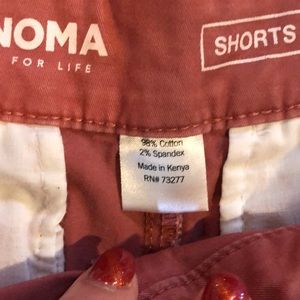 NOMA
FOR LIFE
SHORTS
98% Cotton
2% Spandex
Made in Kenya
RN# 73277